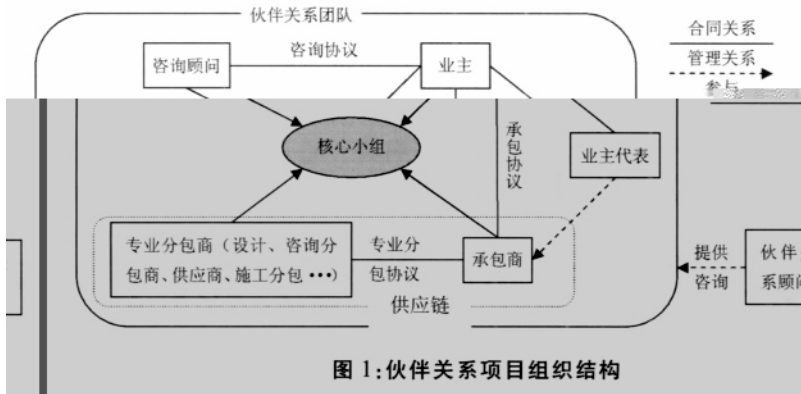 伙伴关系团队
咨询协议
咨询顾问
业主
合同关系
管理关系
参与
核心小组
承包协议
业主代表
专业分包商（设计、咨询分
包商、供应商、施工分包···）
专业分
包协议
承包商
供应链
提供
咨询
伙伴
系顾
图 1:伙伴关系项目组织结构